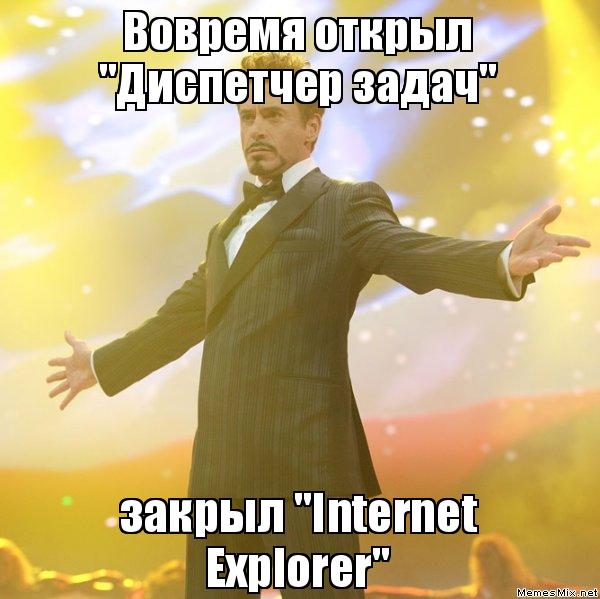 Вовремя открыл
"Диспетчер задач"
закрыл "Internet
Explorer"
MemesMix.net